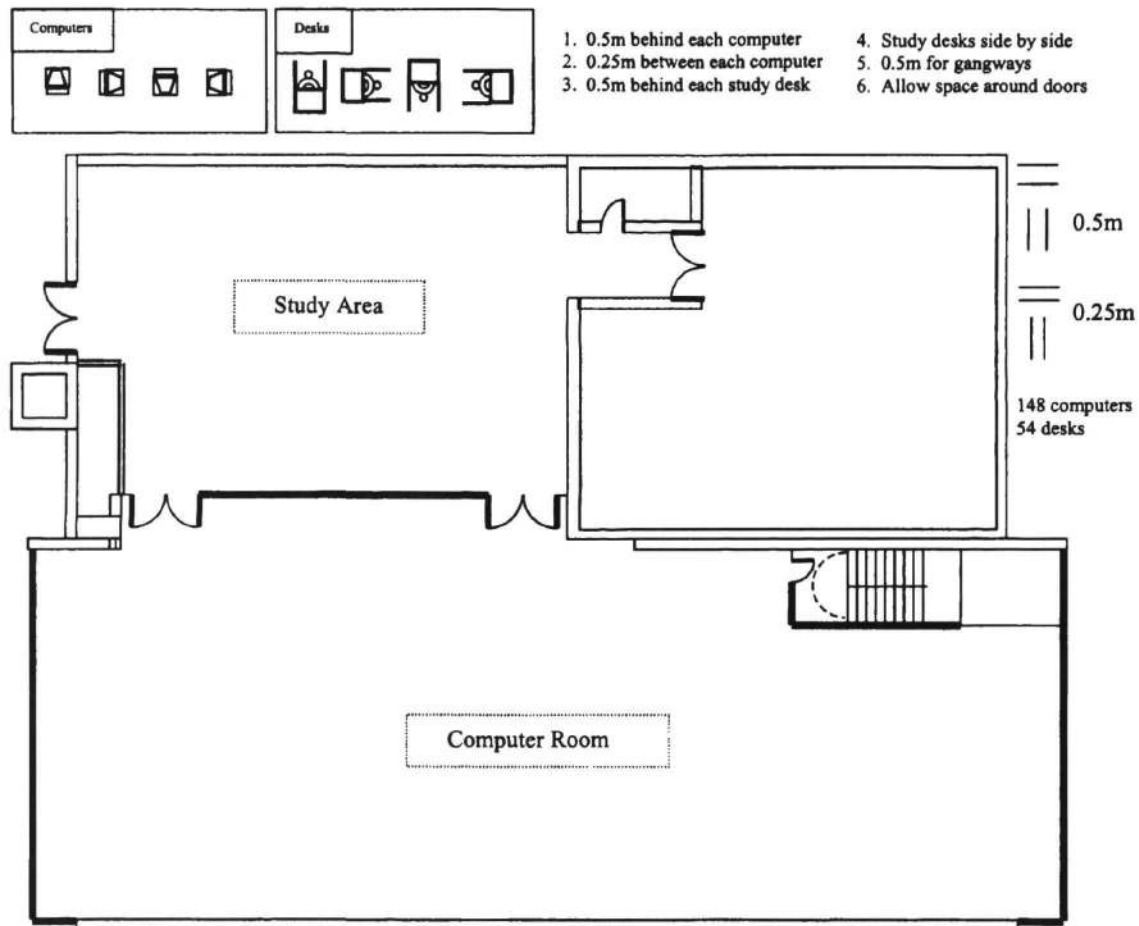 Computers
Desks
1. 0.5m behind each computer
2. 0.25m between each computer
3. 0.5m behind each study desk
4. Study desks side by side
5. 0.5m for gangways
6. Allow space around doors
0.5m
Study Area
0.25m
148 computers
54 desks
Computer Room